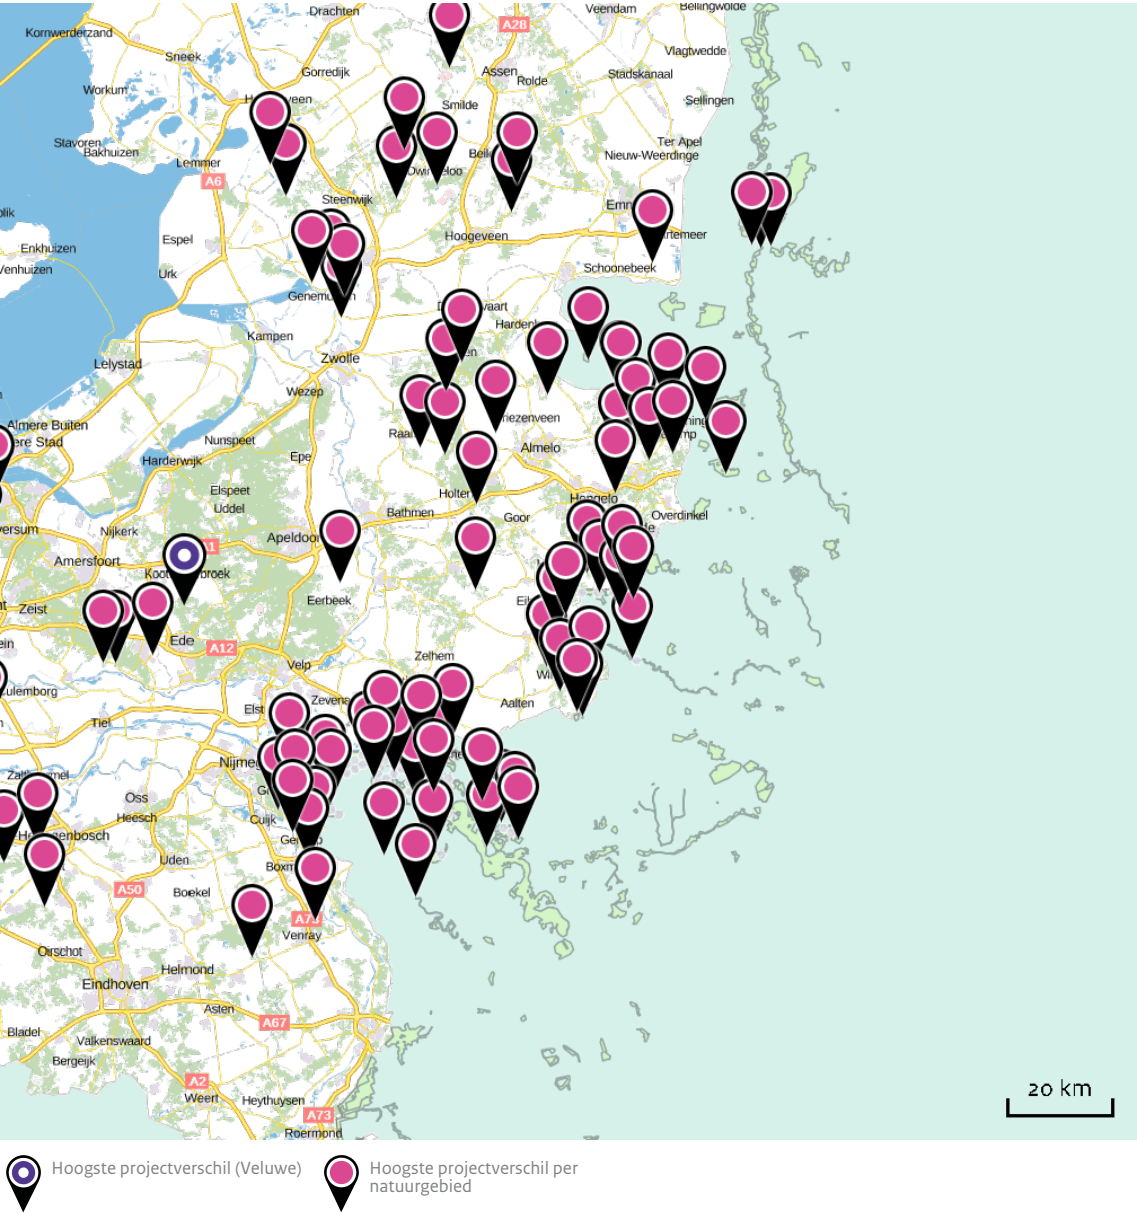 Drachten
Veendam
Bellingwolde
A28
Kornwerderzand
Sneek
Vlagtwedde
Gorredijk
Assen
Rolde
Stadskanaal
Workum
Smilde
Sellingen
Stavoren
Bakhuizen
Ter Apel
Nieuw-Weerdinge
Lemmer
A6
Steenwijk
Espel
Hoogeveen
Enkhuizen
Venhuizen
Urk
Schoonebeek
Kampen
Zwolle
Lelystad
Wezep
Almere Buiten
Nunspeet
Almelo
Epe
Harderwijk
Elspeet
Uddel
Holter
Hengelo
Bathmen
Goor
Overdinkel
Nijkerk
Amersfoort
Zeist
Eerbeek
Ede
A12
Velp
Zelhem
Aalten
Elst
Tiel
Oss
Heesch
Cuijk
Uden
A50
Boekel
A73
Venray
Oirschot
Helmond
Eindhoven
Asten
A67
Bladel
Valkenswaard
Bergeijk
A2
Weert
Heythuysen
A73
Roermond
20 km
Hoogste projectverschil (Veluwe)
Hoogste projectverschil per
natuurgebied